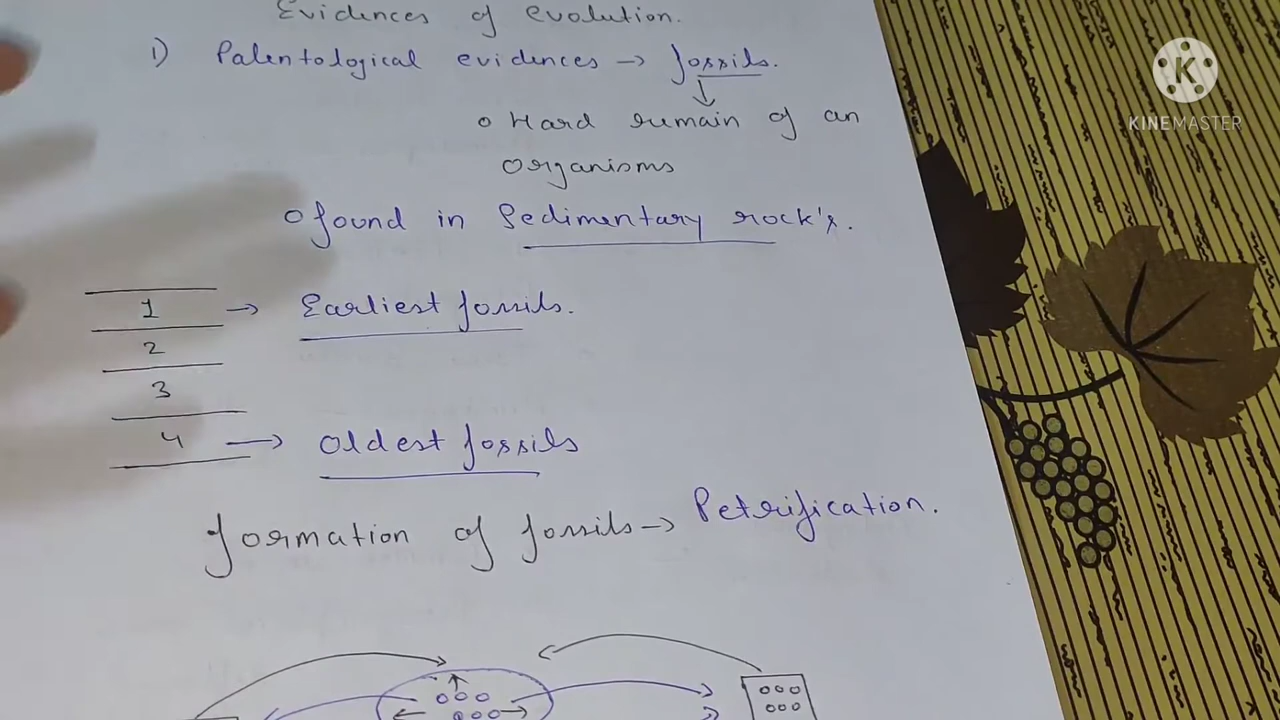 Evidences of evolution.
1) Palentological evidences → fossils.
↓
o Hard remain of an
organisms
o found in Sedimentary rock's.
1 → Earliest fossils.
2
3
4 → Oldest fossils
formation of fossils → Petrification.
K
KINEMASTER